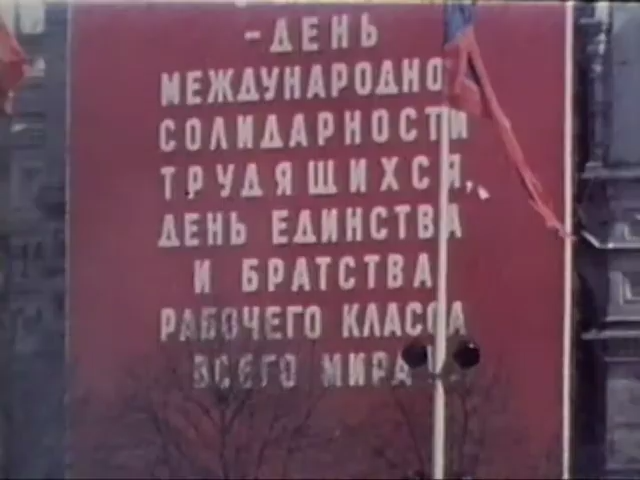 -ДЕНЬ
МЕЖДУНАРОДНО
СОЛИДАРНОСТИ
ТРУДЯЩИХСЯ,
ДЕНЬ ЕДИНСТВА
И БРАТСТВА
РАБОЧЕГО КЛАССА
ВСЕГО МИРА